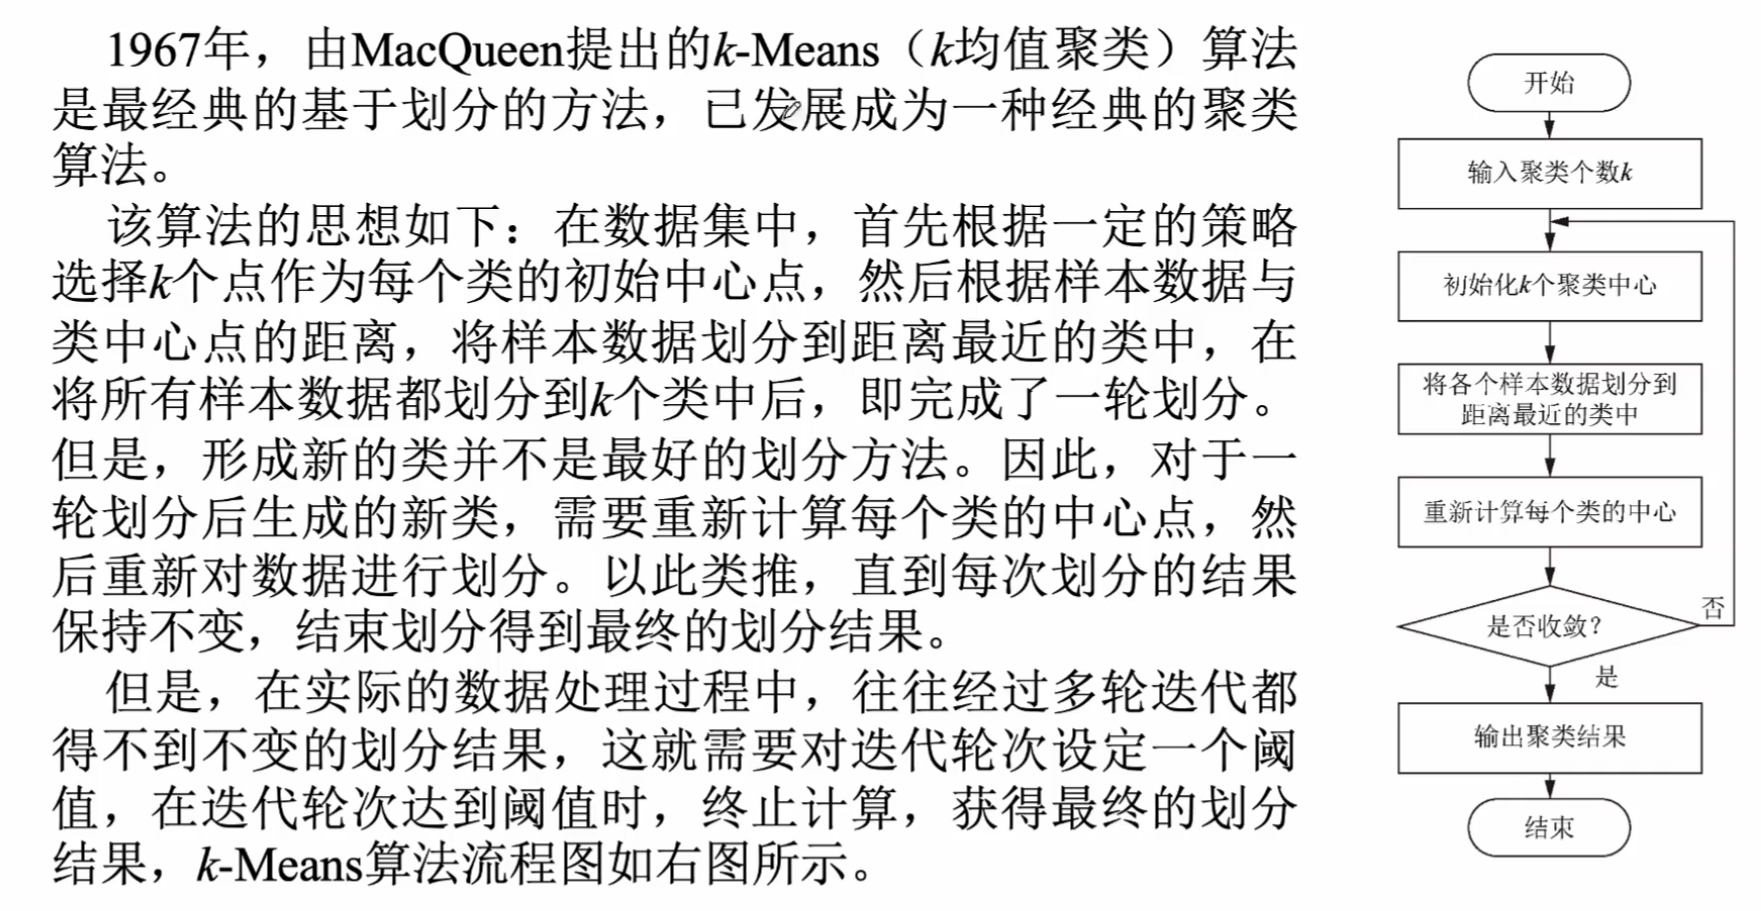 1967年，由MacQueen提出的k-Means（k均值聚类）算法
是最经典的基于划分的方法，已发展成为一种经典的聚类
算法。
该算法的思想如下：在数据集中，首先根据一定的策略
选择k个点作为每个类的初始中心点，然后根据样本数据与
类中心点的距离，将样本数据划分到距离最近的类中，在
将所有样本数据都划分到k个类中后，即完成了一轮划分。
但是，形成新的类并不是最好的划分方法。因此，对于一
轮划分后生成的新类，需要重新计算每个类的中心点，然
后重新对数据进行划分。以此类推，直到每次划分的结果
保持不变，结束划分得到最终的划分结果。
但是，在实际的数据处理过程中，往往经过多轮迭代都
得不到不变的划分结果，这就需要对迭代轮次设定一个阈
值，在迭代轮次达到阈值时，终止计算，获得最终的划分
结果，k-Means算法流程图如右图所示。
开始
输入聚类个数k
初始化k个聚类中心
将各个样本数据划分到
距离最近的类中
重新计算每个类的中心
是否收敛？
否
是
输出聚类结果
结束